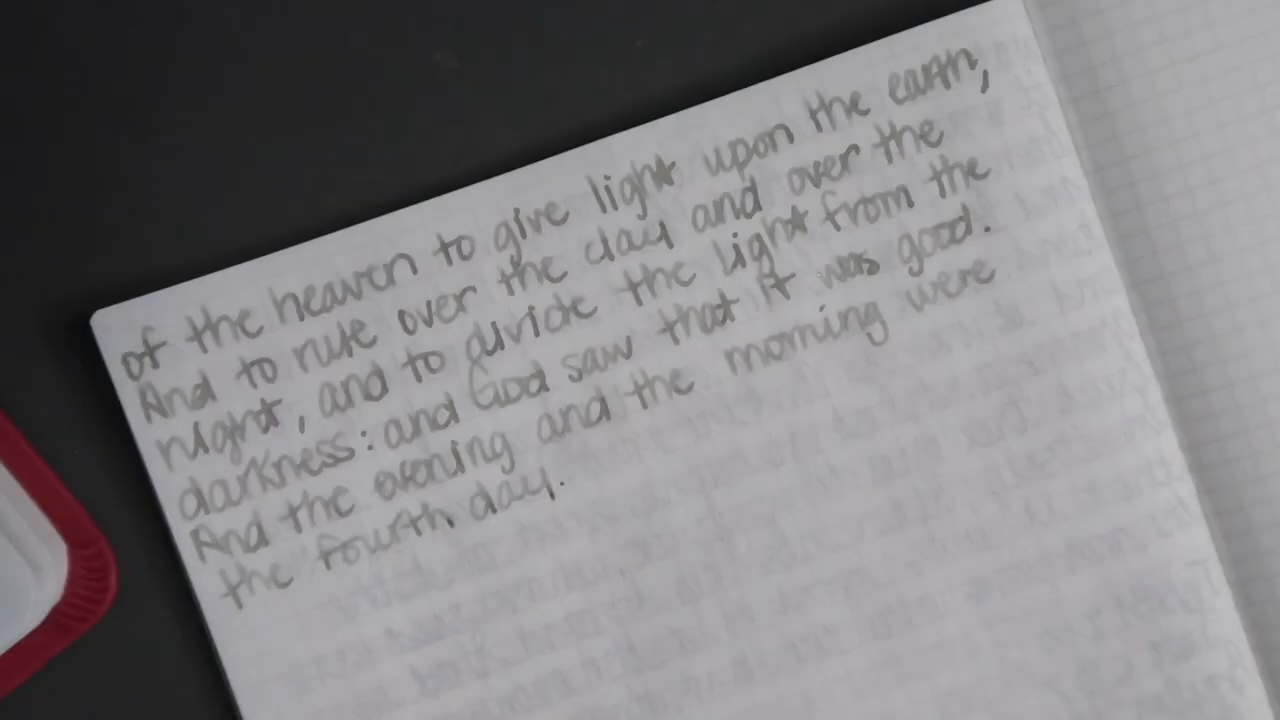 of the heaven to give light upon the earth,
And to rule over the day and over the
night, and to divide the light from the
darkness: and God saw that it was good.
And the evening and the morning were
the fourth day.